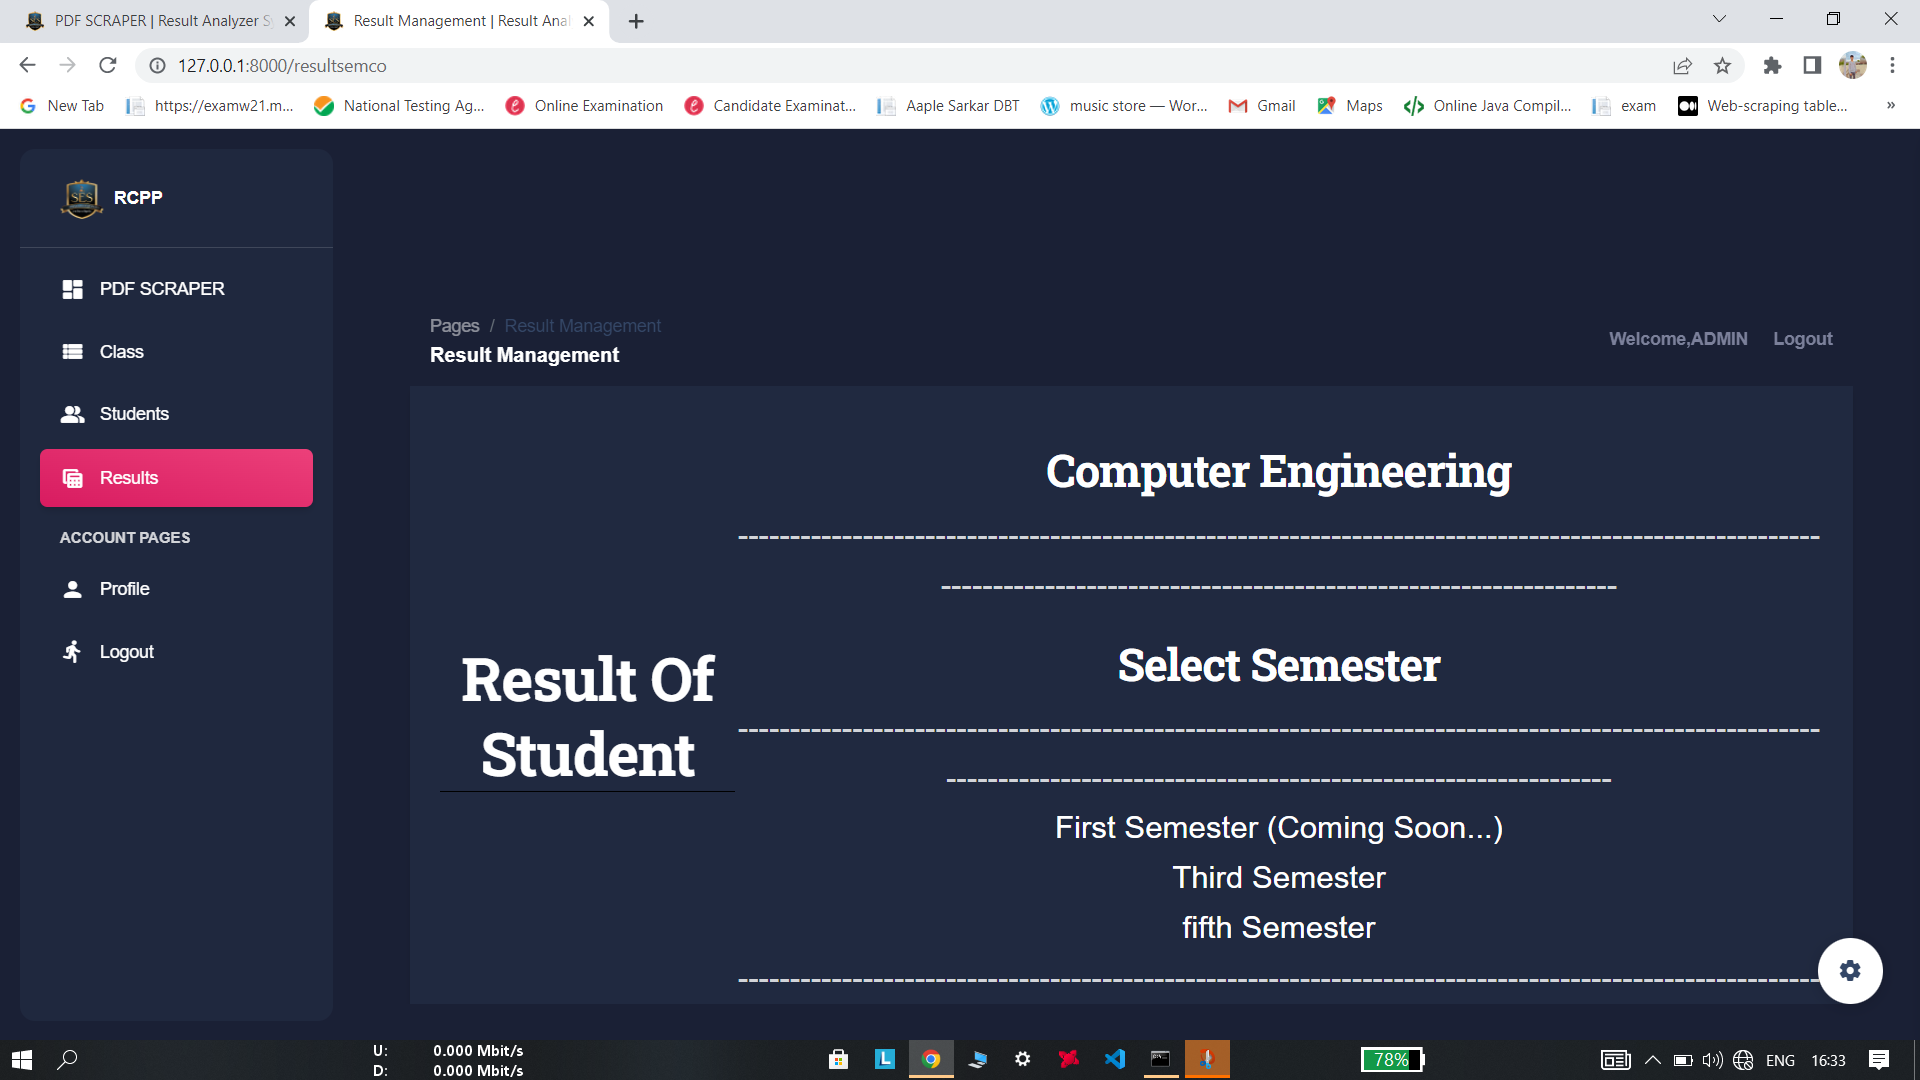 PDF SCRAPER | Result Analyzer S
Result Management | Result Anal
127.0.0.1:8000/resultsemco
New Tab
https://examw21.m...
National Testing Ag...
Online Examination
Candidate Examinat...
Aaple Sarkar DBT
music store — Wor...
Gmail
Maps
Online Java Compil...
exam
Web-scraping table...
»
SES
RCPP
PDF SCRAPER
Class
Students
Results
ACCOUNT PAGES
Profile
Logout
Pages / Result Management
Result Management
Welcome,ADMIN
Logout
Result Of
Student
Computer Engineering
Select Semester
First Semester (Coming Soon...)
Third Semester
fifth Semester
U: 0.000 Mbit/s
D: 0.000 Mbit/s
L
78%
ENG
16:33